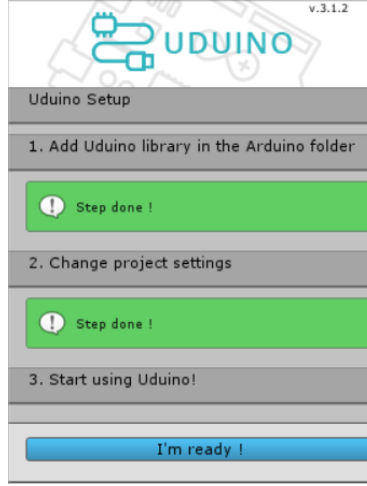 v.3.1.2
UDUINO
Uduino Setup
1. Add Uduino library in the Arduino folder
Step done !
2. Change project settings
Step done !
3. Start using Uduino!
I'm ready !